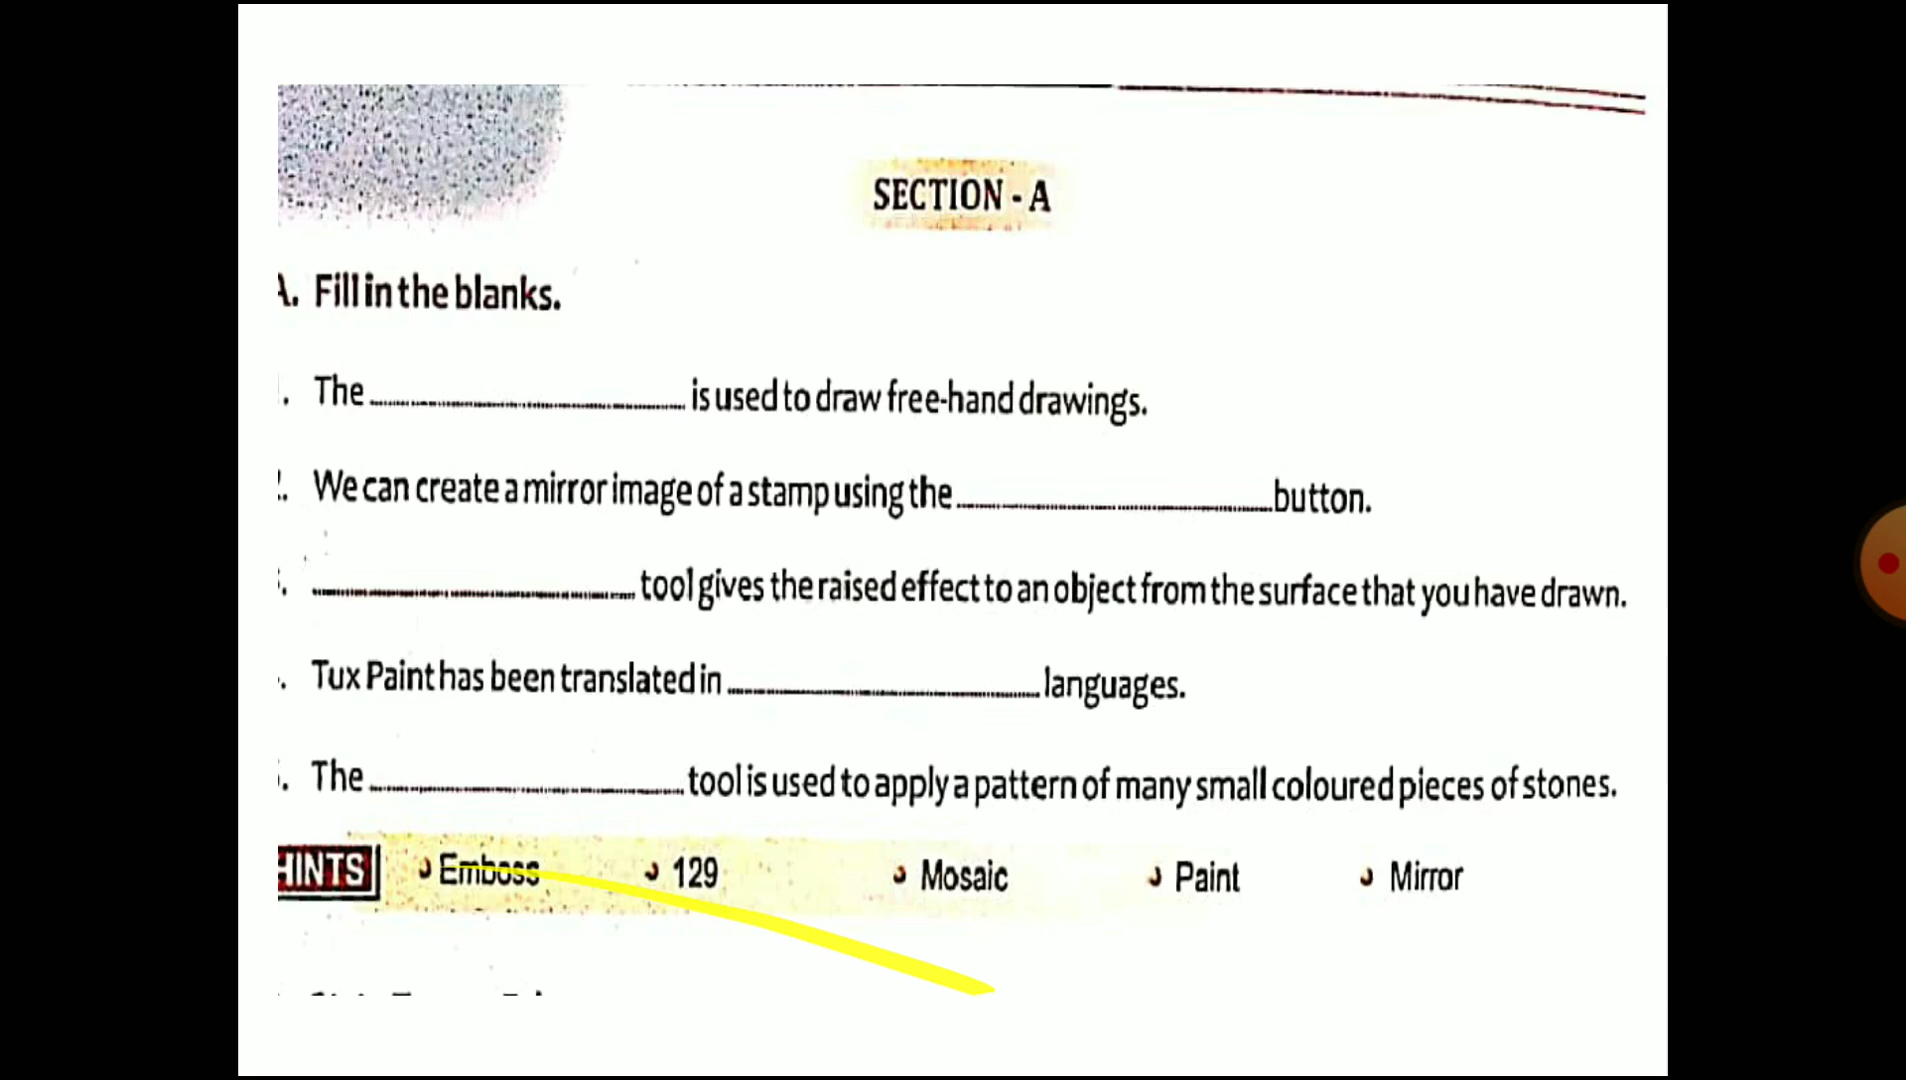 SECTION - A
A. Fill in the blanks.
. The ........................ is used to draw free-hand drawings.
. We can create a mirror image of a stamp using the ........................ button.
. ........................ tool gives the raised effect to an object from the surface that you have drawn.
. Tux Paint has been translated in ........................ languages.
. The ........................ tool is used to apply a pattern of many small coloured pieces of stones.
HINTS Emboss 129 Mosaic Paint Mirror